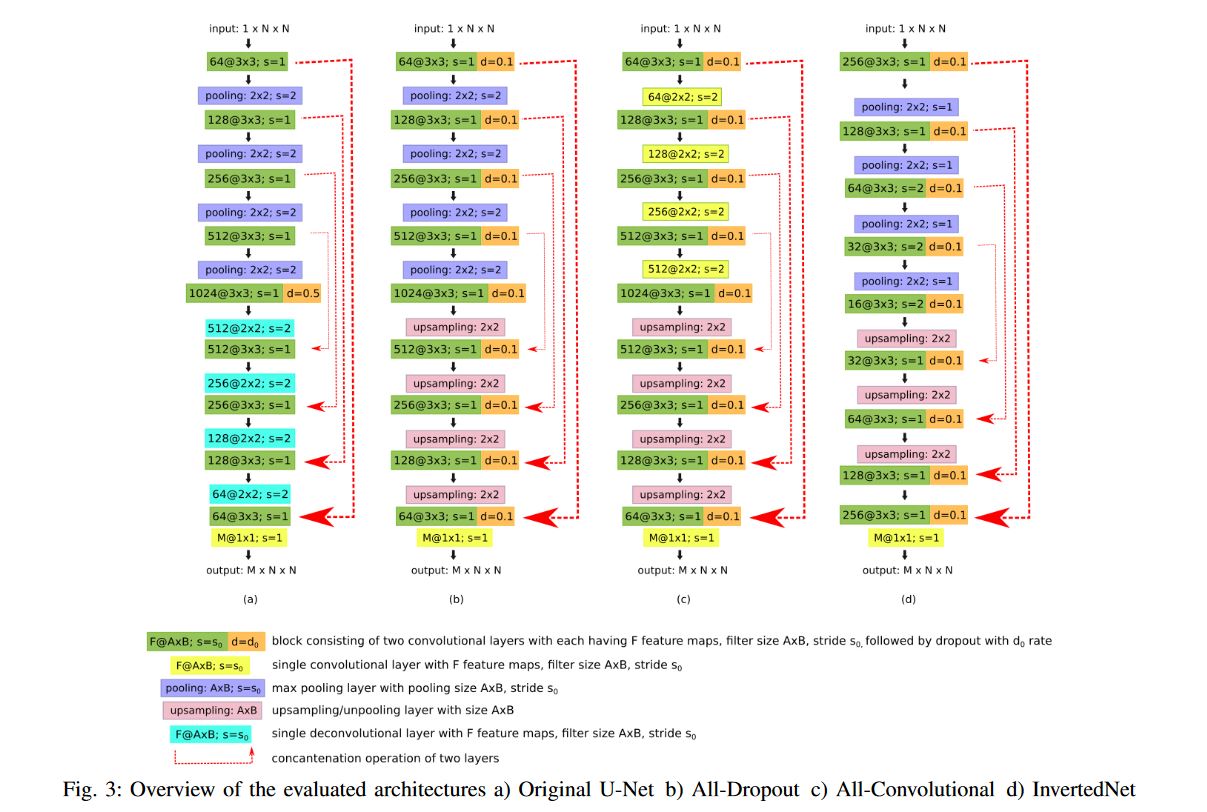 input: 1 x N x N
64@3x3; s=1
pooling: 2x2; s=2
128@3x3; s=1
pooling: 2x2; s=2
256@3x3; s=1
pooling: 2x2; s=2
512@3x3; s=1
pooling: 2x2; s=2
1024@3x3; s=1 d=0.5
512@2x2; s=2
512@3x3; s=1
256@2x2; s=2
256@3x3; s=1
128@2x2; s=2
128@3x3; s=1
64@2x2; s=2
64@3x3; s=1
M@1x1; s=1
output: M x N x N
(a)
input: 1 x N x N
64@3x3; s=1 d=0.1
pooling: 2x2; s=2
128@3x3; s=1 d=0.1
pooling: 2x2; s=2
256@3x3; s=1 d=0.1
pooling: 2x2; s=2
512@3x3; s=1 d=0.1
pooling: 2x2; s=2
1024@3x3; s=1 d=0.1
upsampling: 2x2
512@3x3; s=1 d=0.1
upsampling: 2x2
256@3x3; s=1 d=0.1
upsampling: 2x2
128@3x3; s=1 d=0.1
upsampling: 2x2
64@3x3; s=1 d=0.1
M@1x1; s=1
output: M x N x N
(b)
input: 1 x N x N
64@3x3; s=1 d=0.1
64@2x2; s=2
128@3x3; s=1 d=0.1
128@2x2; s=2
256@3x3; s=1 d=0.1
256@2x2; s=2
512@3x3; s=1 d=0.1
512@2x2; s=2
1024@3x3; s=1 d=0.1
upsampling: 2x2
512@3x3; s=1 d=0.1
upsampling: 2x2
256@3x3; s=1 d=0.1
upsampling: 2x2
128@3x3; s=1 d=0.1
upsampling: 2x2
64@3x3; s=1 d=0.1
M@1x1; s=1
output: M x N x N
(c)
input: 1 x N x N
256@3x3; s=1 d=0.1
pooling: 2x2; s=1
128@3x3; s=1 d=0.1
pooling: 2x2; s=1
64@3x3; s=2 d=0.1
pooling: 2x2; s=1
32@3x3; s=2 d=0.1
pooling: 2x2; s=1
16@3x3; s=2 d=0.1
upsampling: 2x2
32@3x3; s=1 d=0.1
upsampling: 2x2
64@3x3; s=1 d=0.1
upsampling: 2x2
128@3x3; s=1 d=0.1
256@3x3; s=1 d=0.1
M@1x1; s=1
output: M x N x N
(d)
F@AxB; s=s₀ d=d₀ block consisting of two convolutional layers with each having F feature maps, filter size AxB, stride s₀, followed by dropout with d₀ rate
F@AxB; s=s₀ single convolutional layer with F feature maps, filter size AxB, stride s₀
pooling: AxB; s=s₀ max pooling layer with pooling size AxB, stride s₀
upsampling: AxB upsampling/unpooling layer with size AxB
F@AxB; s=s₀ single deconvolutional layer with F feature maps, filter size AxB, stride s₀
concantenation operation of two layers
Fig. 3: Overview of the evaluated architectures a) Original U-Net b) All-Dropout c) All-Convolutional d) InvertedNet